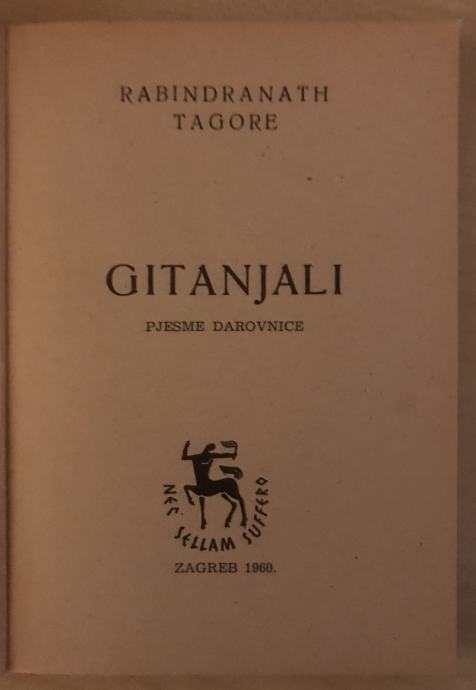 RABINDRANATH
TAGORE
GITANJALI
PJESME DAROVNICE
NEC SELLAM SUFFERO
ZAGREB 1960.